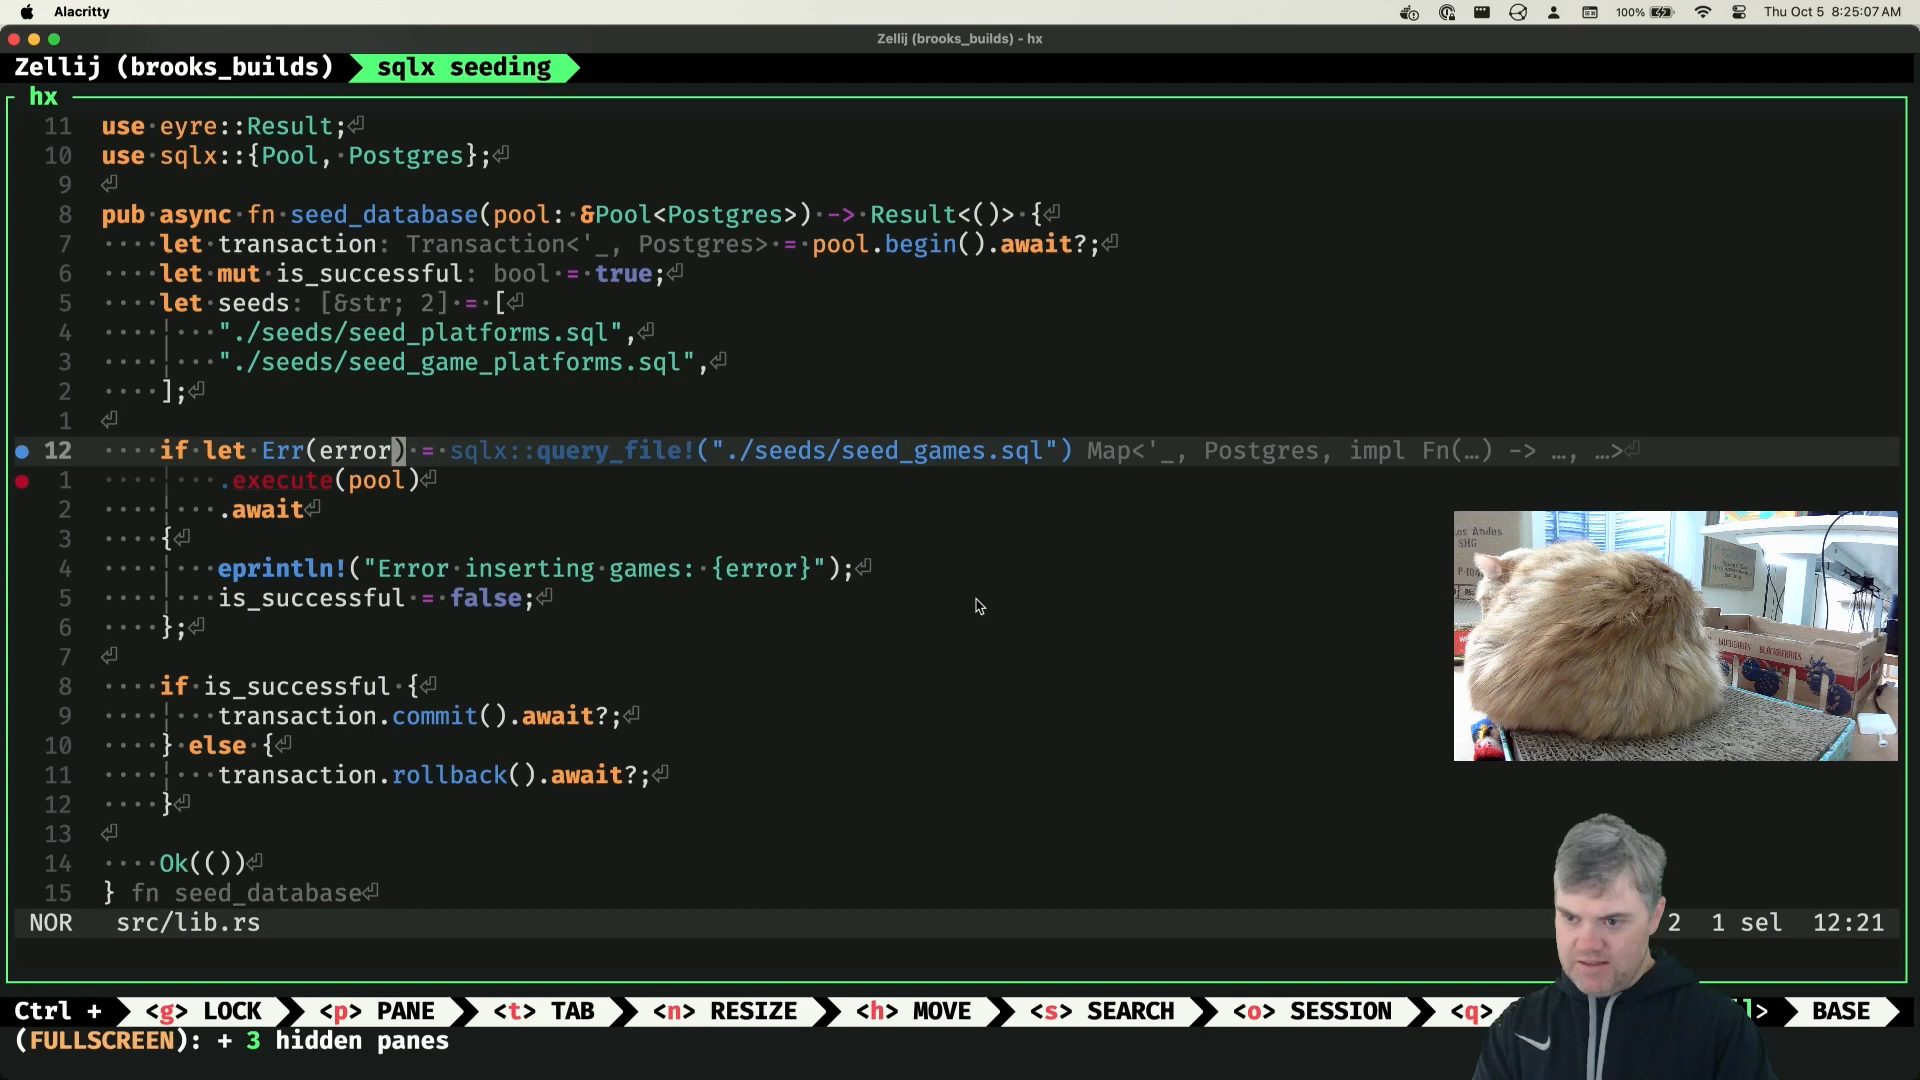 Alacritty
100%
Thu Oct 5 8:25:07 AM
Zellij (brooks_builds) - hx
Zellij (brooks_builds) sqlx seeding
hx
11 use·eyre::Result;⏎
10 use·sqlx::{Pool,·Postgres};⏎
9 ⏎
8 pub·async·fn·seed_database(pool:·&Pool<Postgres>)·->·Result<()>·{⏎
7 ····let·transaction: Transaction<'_, Postgres>·=·pool.begin().await?;⏎
6 ····let·mut·is_successful: bool·=·true;⏎
5 ····let·seeds: [&str; 2]·=·[⏎
4 ····¦···"./seeds/seed_platforms.sql",⏎
3 ····¦···"./seeds/seed_game_platforms.sql",⏎
2 ····];⏎
1 ⏎
12 ····if·let·Err(error)·=·sqlx::query_file!("./seeds/seed_games.sql") Map<'_, Postgres, impl Fn(…) -> …, …>⏎
1 ····¦···.execute(pool)⏎
2 ····¦···.await⏎
3 ····{⏎
4 ····¦···eprintln!("Error·inserting·games:·{error}");⏎
5 ····¦···is_successful·=·false;⏎
6 ····};⏎
7 ⏎
8 ····if·is_successful·{⏎
9 ····¦···transaction.commit().await?;⏎
10 ····}·else·{⏎
11 ····¦···transaction.rollback().await?;⏎
12 ····}⏎
13 ⏎
14 ····Ok(())⏎
15 } fn seed_database⏎
NOR src/lib.rs 2 1 sel 12:21
Los Andes
SHG
BLUEBERRIES BLACKBERRIES
Ctrl + <g> LOCK <p> PANE <t> TAB <n> RESIZE <h> MOVE <s> SEARCH <o> SESSION <q> > BASE
(FULLSCREEN): + 3 hidden panes